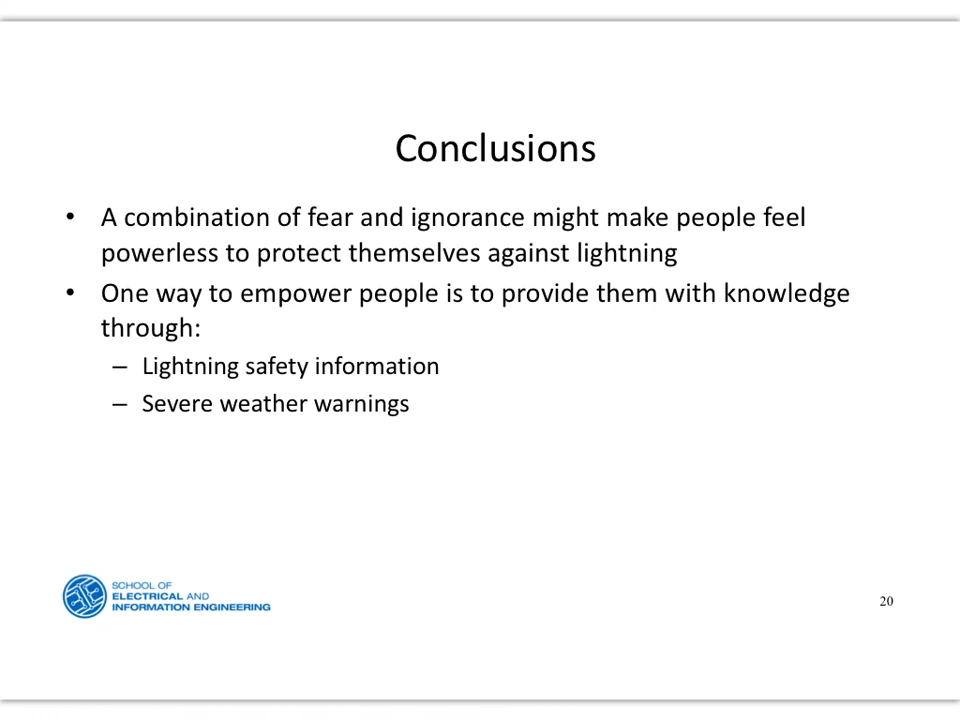 Conclusions
• A combination of fear and ignorance might make people feel
powerless to protect themselves against lightning
• One way to empower people is to provide them with knowledge
through:
– Lightning safety information
– Severe weather warnings
SCHOOL OF
ELECTRICAL AND
INFORMATION ENGINEERING
20